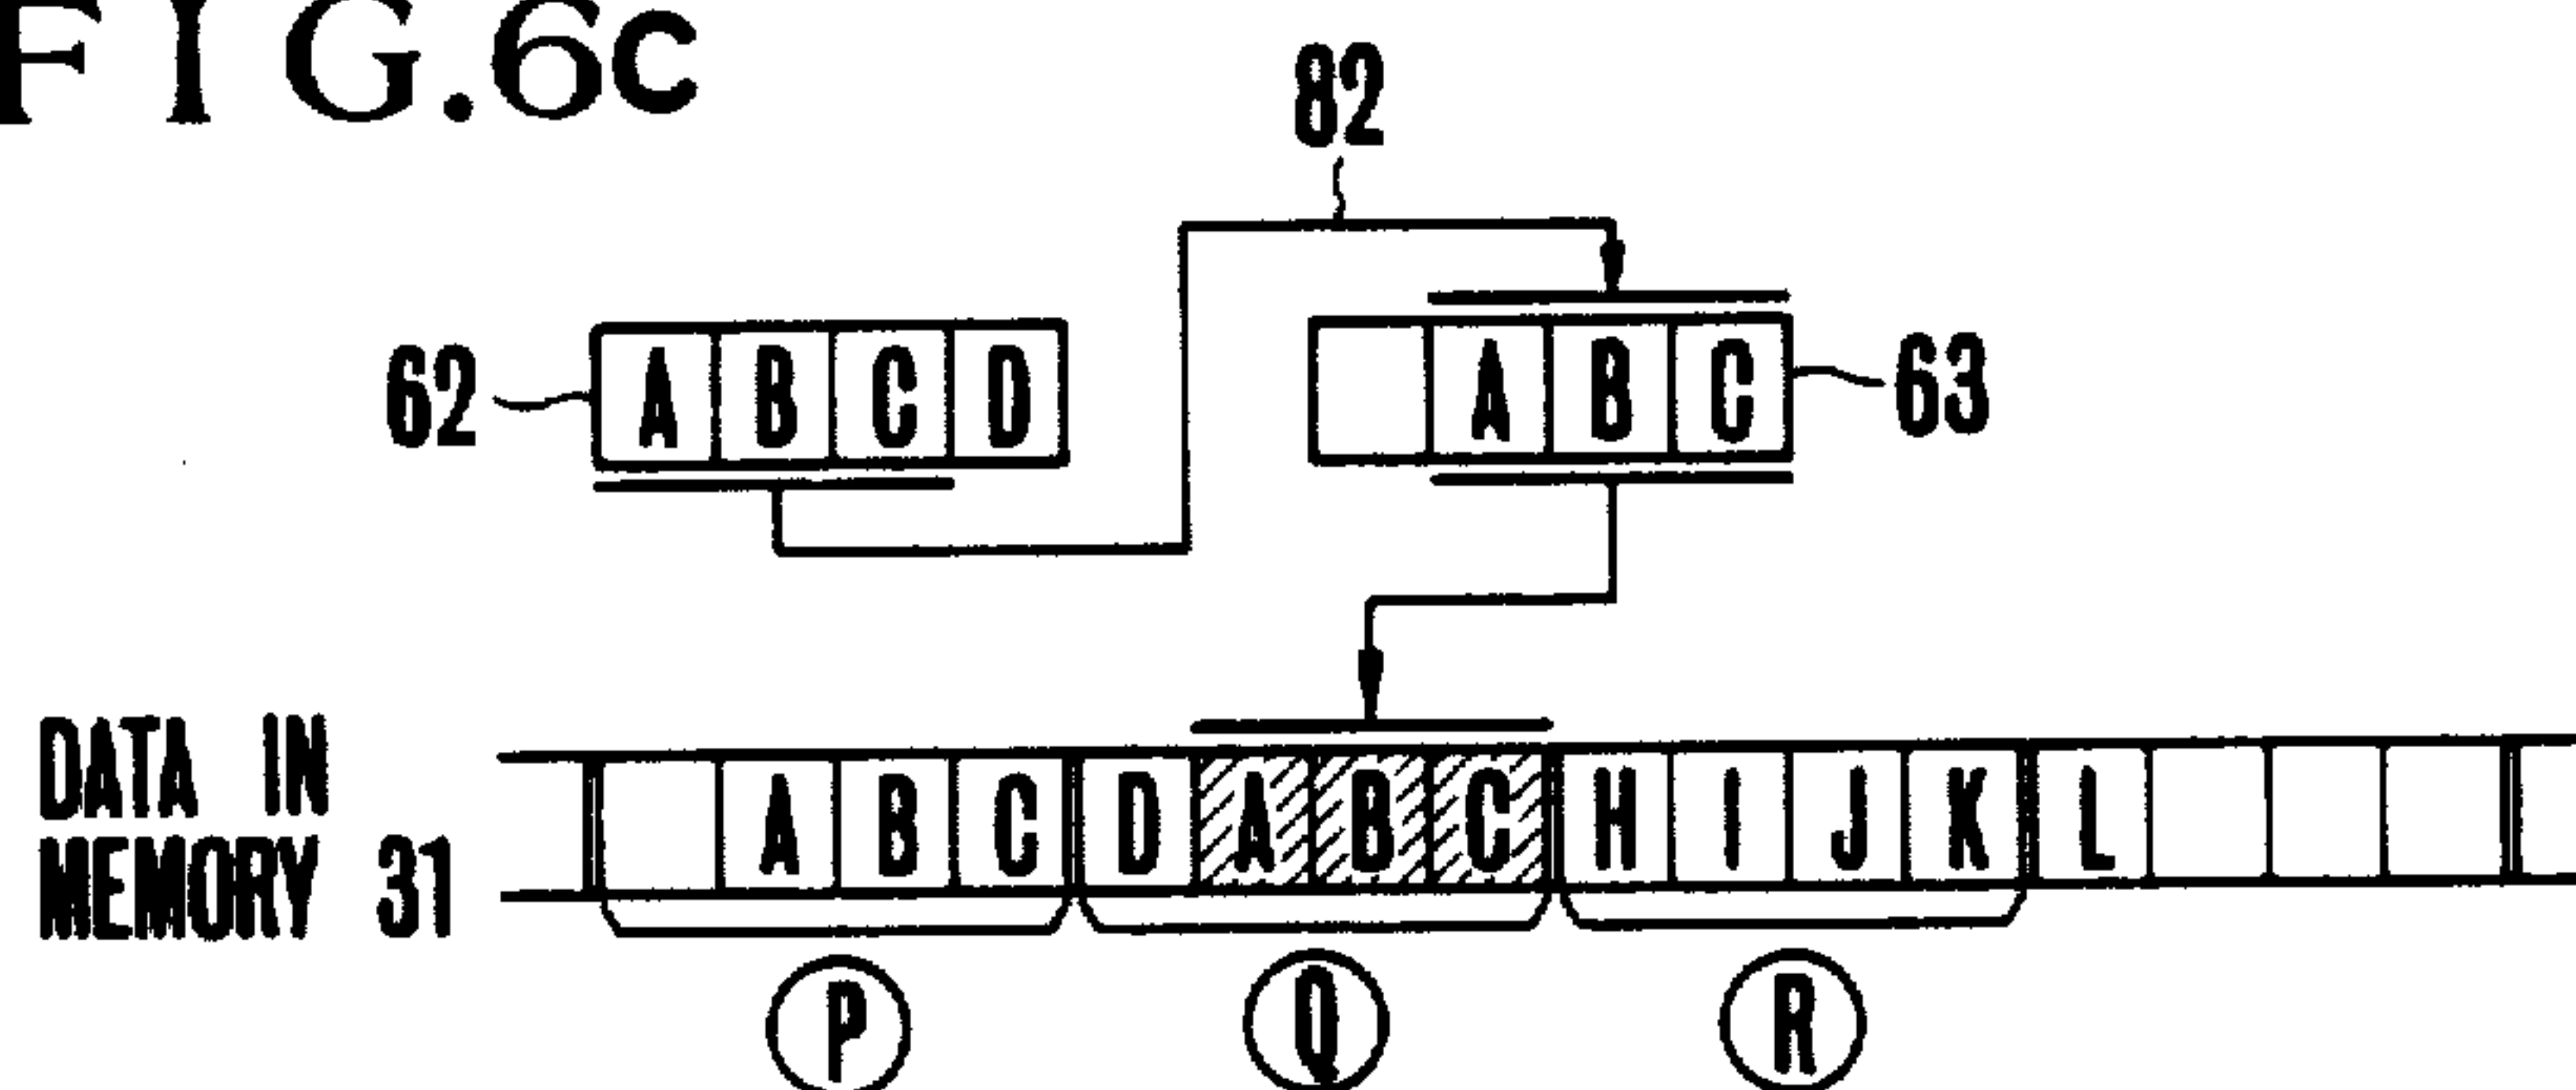 FIG.6c
82
62 A B C D
A B C 63
DATA IN
MEMORY 31
A B C D A B C H I J K L
P Q R